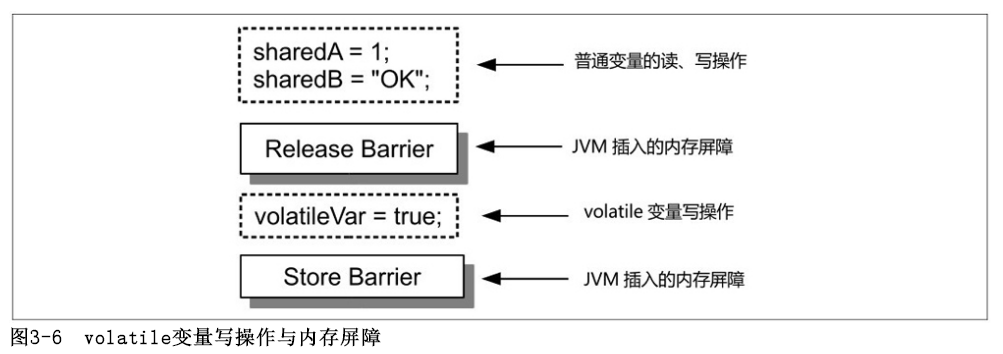 sharedA = 1;
sharedB = "OK";
普通变量的读、写操作
Release Barrier
JVM 插入的内存屏障
volatileVar = true;
volatile 变量写操作
Store Barrier
JVM 插入的内存屏障
图3-6 volatile变量写操作与内存屏障